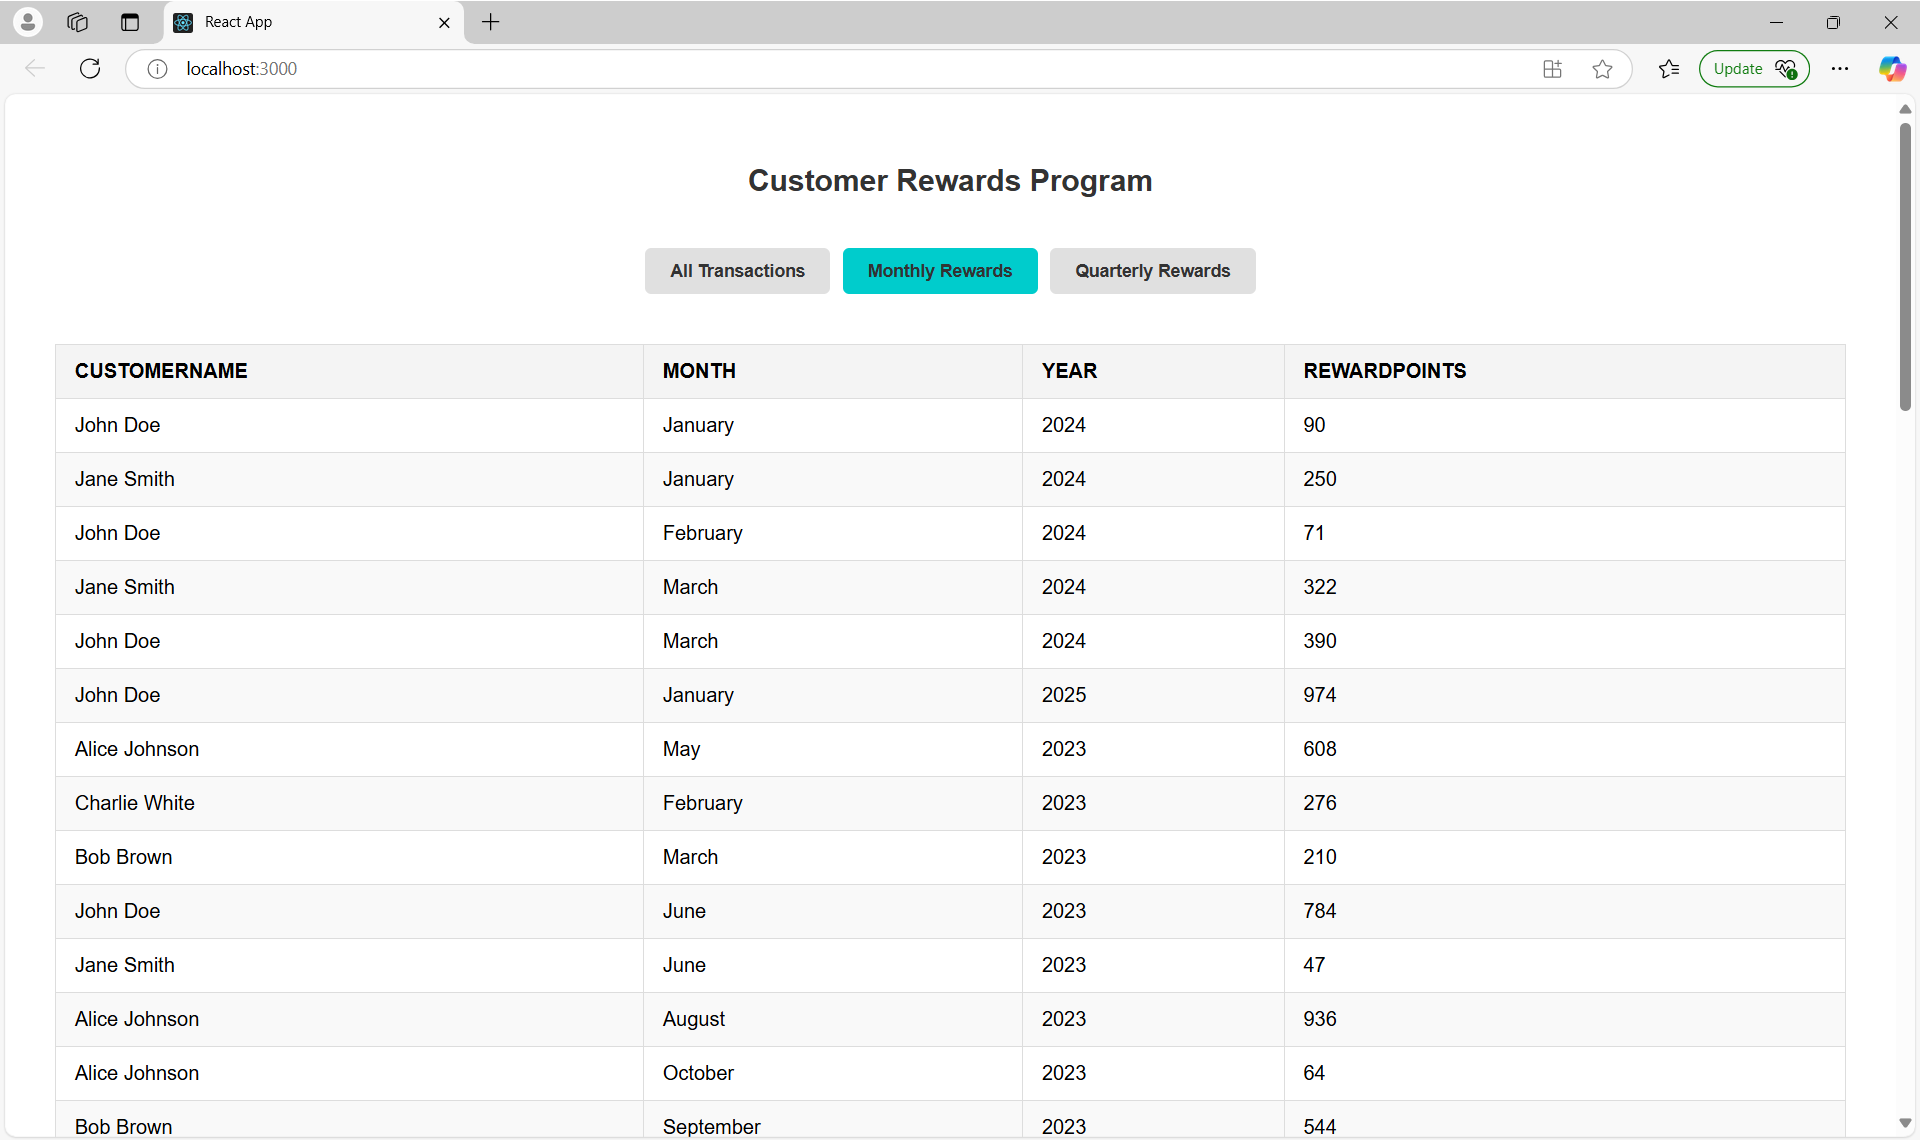 React App
localhost:3000
Update
Customer Rewards Program
All Transactions Monthly Rewards Quarterly Rewards
CUSTOMERNAME MONTH YEAR REWARDPOINTS
John Doe January 2024 90
Jane Smith January 2024 250
John Doe February 2024 71
Jane Smith March 2024 322
John Doe March 2024 390
John Doe January 2025 974
Alice Johnson May 2023 608
Charlie White February 2023 276
Bob Brown March 2023 210
John Doe June 2023 784
Jane Smith June 2023 47
Alice Johnson August 2023 936
Alice Johnson October 2023 64
Bob Brown September 2023 544